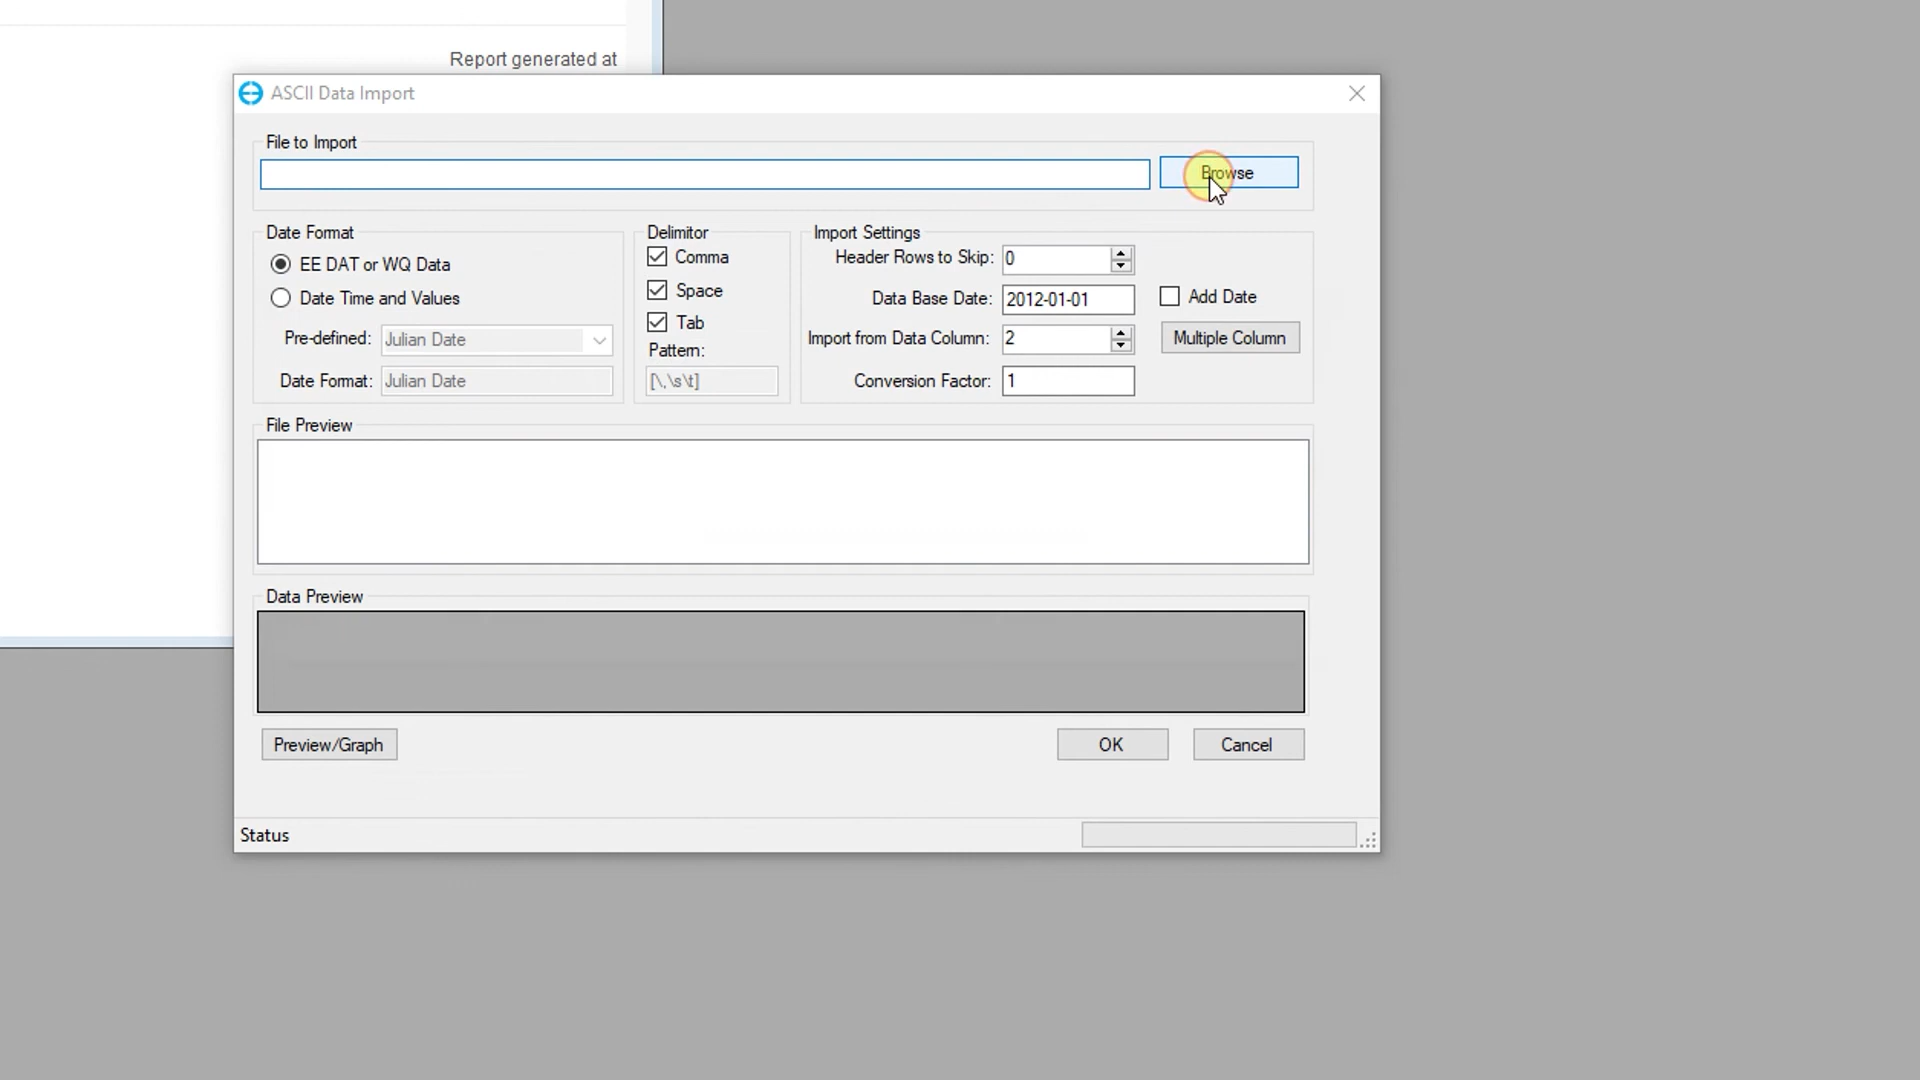 Report generated at
ASCII Data Import
File to Import
Browse
Date Format
EE DAT or WQ Data
Date Time and Values
Pre-defined: Julian Date
Date Format: Julian Date
Delimitor
Comma
Space
Tab
Pattern:
[\,\s\t]
Import Settings
Header Rows to Skip: 0
Data Base Date: 2012-01-01 Add Date
Import from Data Column: 2 Multiple Column
Conversion Factor: 1
File Preview
Data Preview
Preview/Graph OK Cancel
Status